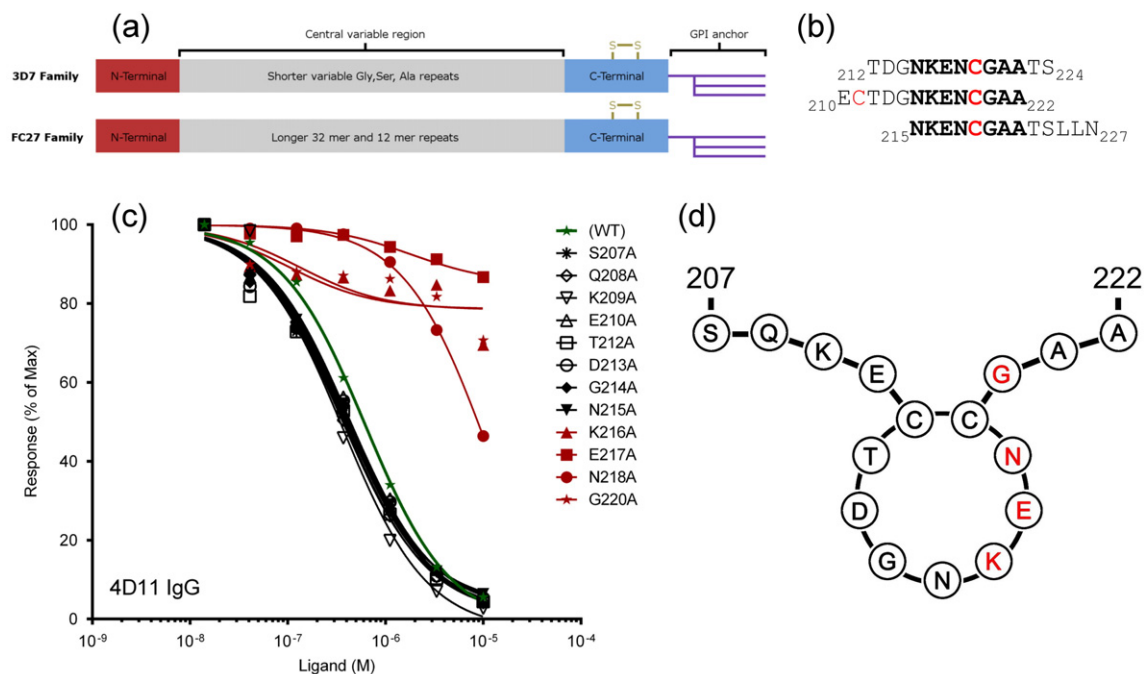 (a)
Central variable region
GPI anchor
S S
3D7 Family
N-Terminal
Shorter variable Gly,Ser, Ala repeats
C-Terminal
S S
FC27 Family
N-Terminal
Longer 32 mer and 12 mer repeats
C-Terminal
(b)
212TDGNKENCGAATS224
210ECTDGNKENCGAA222
215NKENCGAATSLLN227
(c)
Response (% of Max)
100
80
60
40
20
0
4D11 IgG
10-9
10-8
10-7
10-6
10-5
10-4
Ligand (M)
(WT)
S207A
Q208A
K209A
E210A
T212A
D213A
G214A
N215A
K216A
E217A
N218A
G220A
(d)
207
222
S Q K E C T D G N K E N C G A A